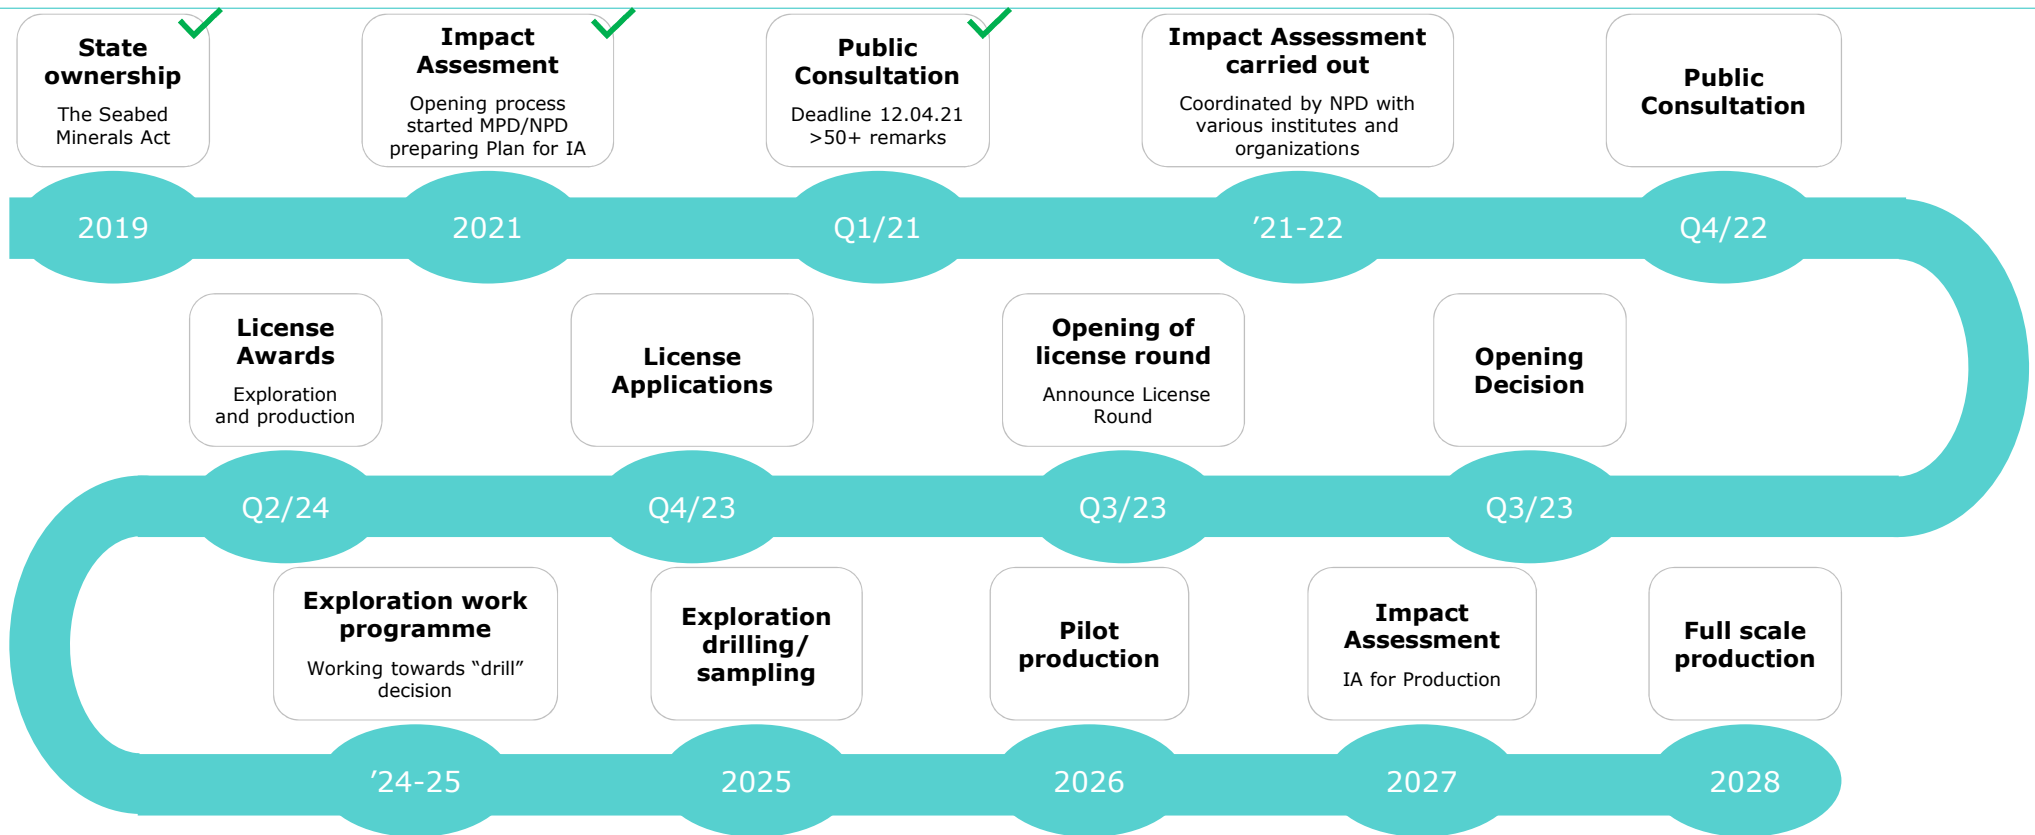 State
ownership
The Seabed
Minerals Act
Impact
Assesment
Opening process
started MPD/NPD
preparing Plan for IA
Public
Consultation
Deadline 12.04.21
>50+ remarks
Impact Assessment
carried out
Coordinated by NPD with
various institutes and
organizations
Public
Consultation
2019
2021
Q1/21
’21-22
Q4/22
License
Awards
Exploration
and production
License
Applications
Opening of
license round
Announce License
Round
Opening
Decision
Q2/24
Q4/23
Q3/23
Q3/23
Exploration work
programme
Working towards “drill”
decision
Exploration
drilling/
sampling
Pilot
production
Impact
Assessment
IA for Production
Full scale
production
’24-25
2025
2026
2027
2028